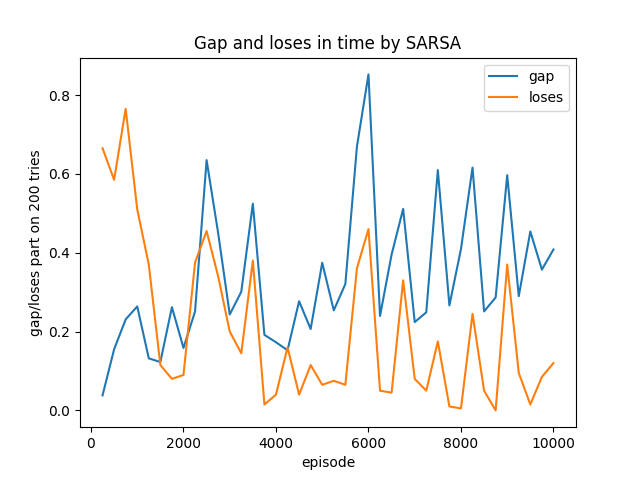 Gap and loses in time by SARSA
gap
loses
gap/loses part on 200 tries
0.8
0.6
0.4
0.2
0.0
0 2000 4000 6000 8000 10000
episode